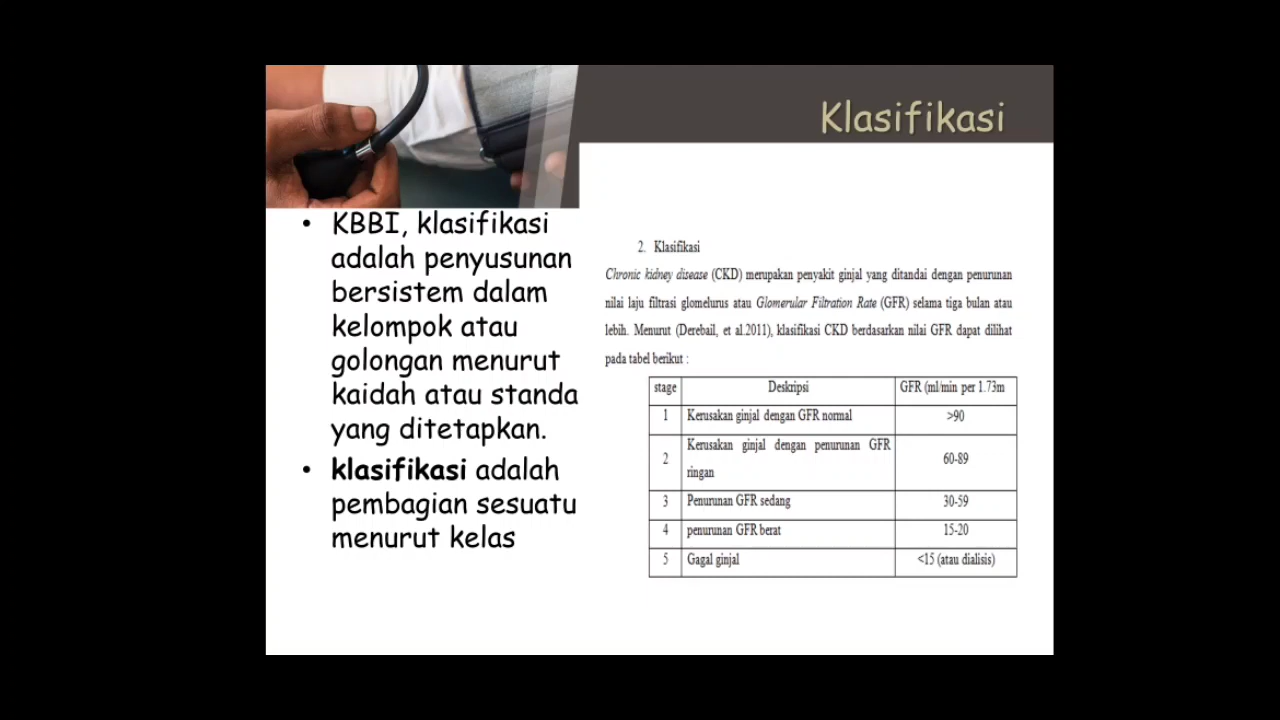 Klasifikasi
• KBBI, klasifikasi
adalah penyusunan
bersistem dalam
kelompok atau
golongan menurut
kaidah atau standa
yang ditetapkan.
• klasifikasi adalah
pembagian sesuatu
menurut kelas
2. Klasifikasi
Chronic kidney disease (CKD) merupakan penyakit ginjal yang ditandai dengan penurunan
nilai laju filtrasi glomelurus atau Glomerular Filtration Rate (GFR) selama tiga bulan atau
lebih. Menurut (Derebail, et al.2011), klasifikasi CKD berdasarkan nilai GFR dapat dilihat
pada tabel berikut :
stage Deskripsi GFR (ml/min per 1.73m
1 Kerusakan ginjal dengan GFR normal >90
2 Kerusakan ginjal dengan penurunan GFR
ringan 60-89
3 Penurunan GFR sedang 30-59
4 penurunan GFR berat 15-20
5 Gagal ginjal <15 (atau dialisis)